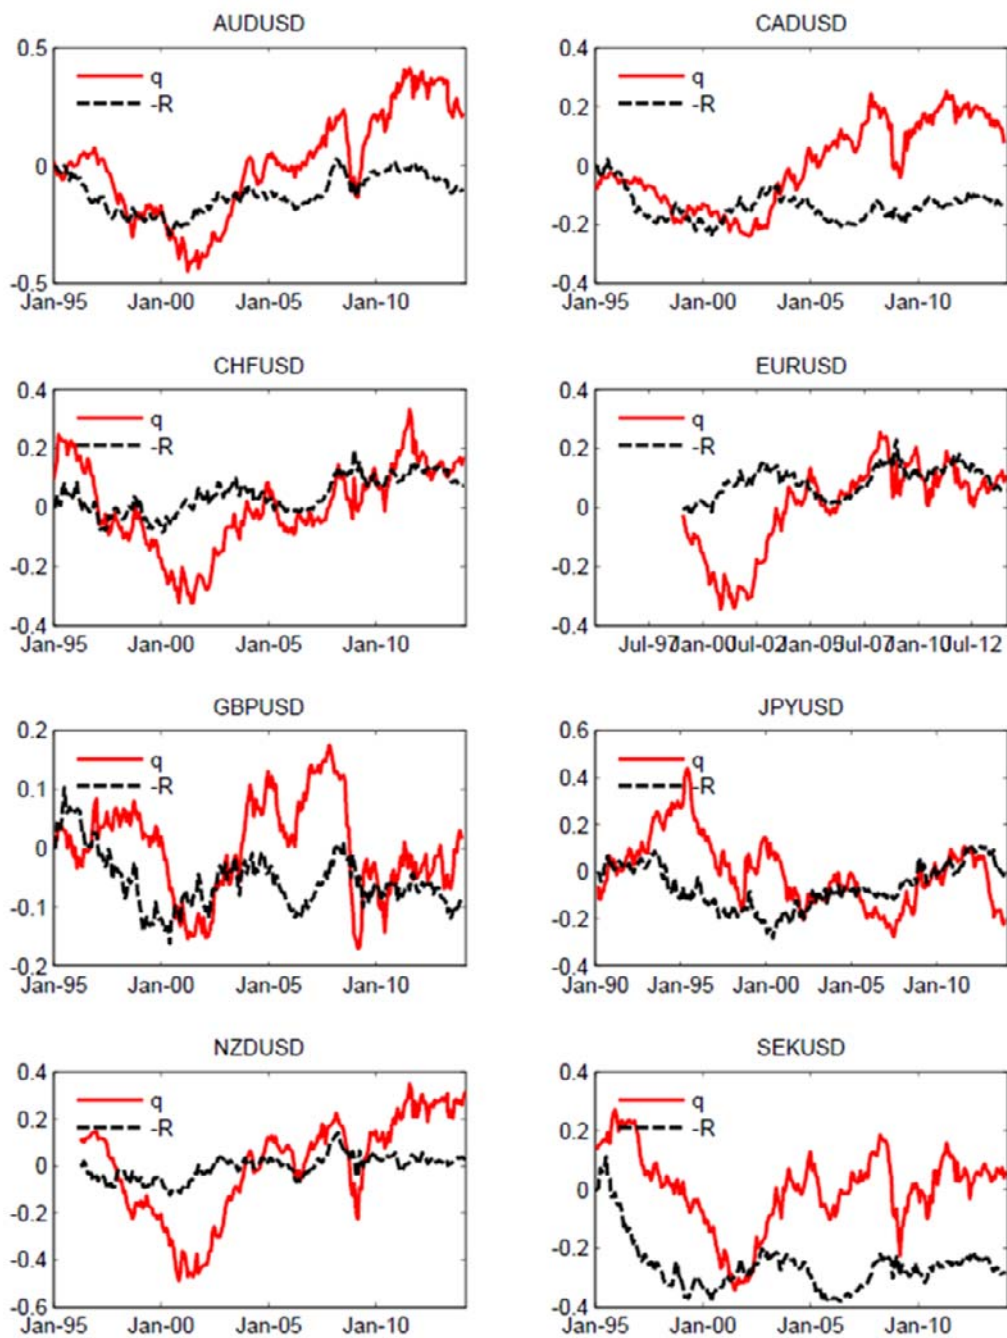 AUDUSD
0.5
0
-0.5
q
-R
Jan-95 Jan-00 Jan-05 Jan-10
CADUSD
0.4
0.2
0
-0.2
-0.4
q
-R
Jan-95 Jan-00 Jan-05 Jan-10
CHFUSD
0.4
0.2
0
-0.2
-0.4
q
-R
Jan-95 Jan-00 Jan-05 Jan-10
EURUSD
0.4
0.2
0
-0.2
-0.4
q
-R
Jul-97 Jan-00 Jul-02 Jan-05 Jul-07 Jan-10 Jul-12
GBPUSD
0.2
0.1
0
-0.1
-0.2
q
-R
Jan-95 Jan-00 Jan-05 Jan-10
JPYUSD
0.6
0.4
0.2
0
-0.2
-0.4
q
-R
Jan-90 Jan-95 Jan-00 Jan-05 Jan-10
NZDUSD
0.4
0.2
0
-0.2
-0.4
-0.6
q
-R
Jan-95 Jan-00 Jan-05 Jan-10
SEKUSD
0.4
0.2
0
-0.2
-0.4
q
-R
Jan-95 Jan-00 Jan-05 Jan-10